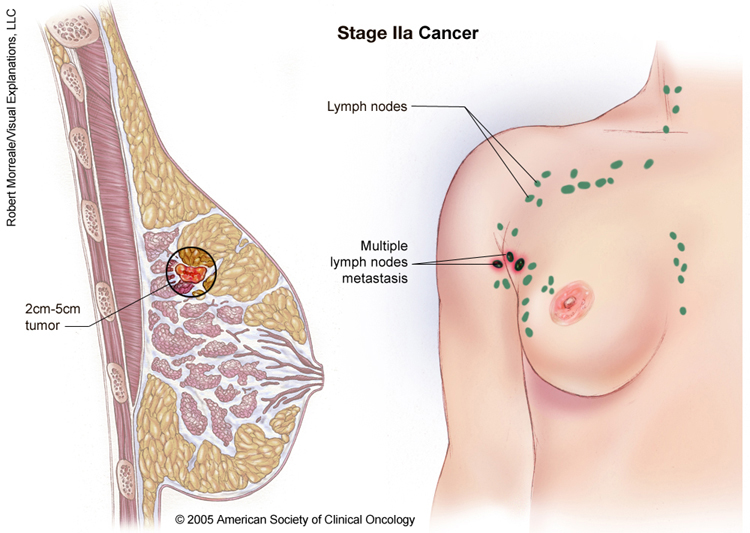 Robert Morreale/Visual Explanations, LLC
Stage IIa Cancer
Lymph nodes
Multiple
lymph nodes
metastasis
2cm-5cm
tumor
© 2005 American Society of Clinical Oncology